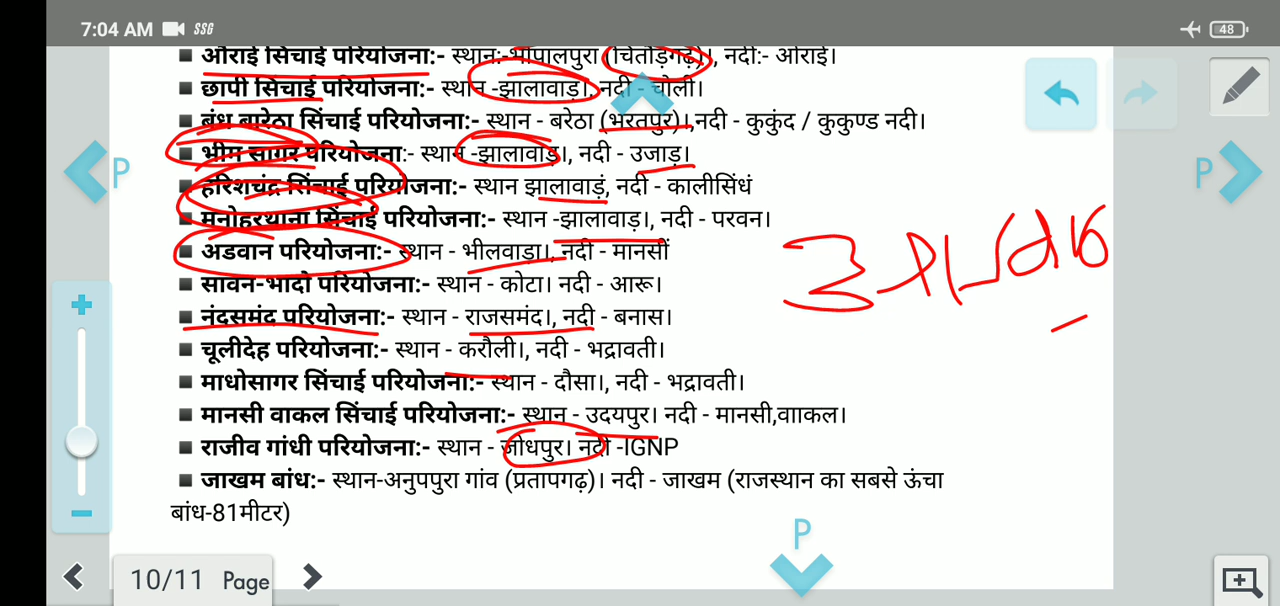 7:04 AM SSG 48
■ औराई सिंचाई परियोजना:- स्थान:-भोपालपुरा (चितोड़गढ़)।, नदी:- ओराई।
■ छापी सिंचाई परियोजना:- स्थान -झालावाड़।, नदी - चोली।
■ बंध बारेठा सिंचाई परियोजना:- स्थान - बरेठा (भरतपुर)।,नदी - कुकुंद / कुकुण्ड नदी।
■ भीम सागर परियोजना:- स्थान -झालावाड़।, नदी - उजाड़।
■ हरिशचंद्र सिंचाई परियोजना:- स्थान झालावाड़ं, नदी - कालीसिंधं
■ मनोहरथाना सिंचाई परियोजना:- स्थान -झालावाड़।, नदी - परवन।
■ अडवान परियोजना:- स्थान - भीलवाड़ा।, नदी - मानसीं
■ सावन-भादो परियोजना:- स्थान - कोटा। नदी - आरू।
■ नंदसमंद परियोजना:- स्थान - राजसमंद।, नदी - बनास।
■ चूलीदेह परियोजना:- स्थान - करौली।, नदी - भद्रावती।
■ माधोसागर सिंचाई परियोजना:- स्थान - दौसा।, नदी - भद्रावती।
■ मानसी वाकल सिंचाई परियोजना:- स्थान - उदयपुर। नदी - मानसी,वााकल।
■ राजीव गांधी परियोजना:- स्थान - जोधपुर। नदी -IGNP
■ जाखम बांध:- स्थान-अनुपपुरा गांव (प्रतापगढ़)। नदी - जाखम (राजस्थान का सबसे ऊंचा
बांध-81मीटर)
P
P
P
10/11 Page